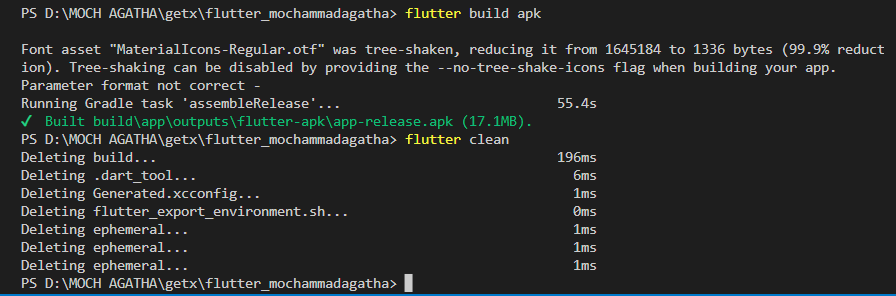 PS D:\MOCH AGATHA\getx\flutter_mochammadagatha> flutter build apk
Font asset "MaterialIcons-Regular.otf" was tree-shaken, reducing it from 1645184 to 1336 bytes (99.9% reduct
ion). Tree-shaking can be disabled by providing the --no-tree-shake-icons flag when building your app.
Parameter format not correct -
Running Gradle task 'assembleRelease'... 55.4s
✓ Built build\app\outputs\flutter-apk\app-release.apk (17.1MB).
PS D:\MOCH AGATHA\getx\flutter_mochammadagatha> flutter clean
Deleting build... 196ms
Deleting .dart_tool... 6ms
Deleting Generated.xcconfig... 1ms
Deleting flutter_export_environment.sh... 0ms
Deleting ephemeral... 1ms
Deleting ephemeral... 1ms
Deleting ephemeral... 1ms
PS D:\MOCH AGATHA\getx\flutter_mochammadagatha>